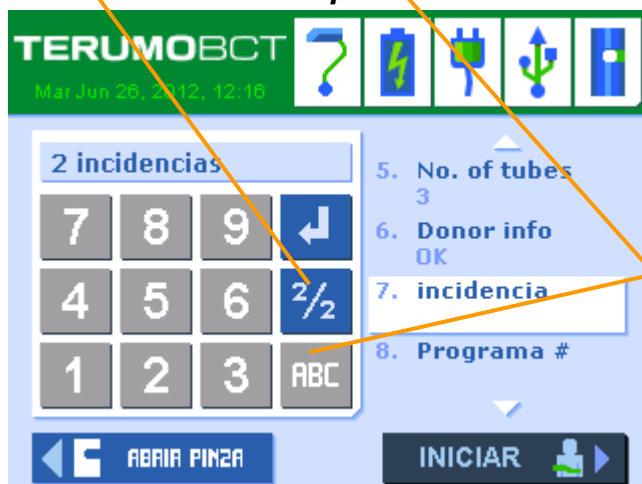 TERUMOBCT
Mar Jun 26, 2012, 12:16
2 incidencias
7 8 9
4 5 6 2/2
1 2 3 ABC
5. No. of tubes
3
6. Donor info
OK
7. incidencia
8. Programa #
ABRIR PINZA
INICIAR